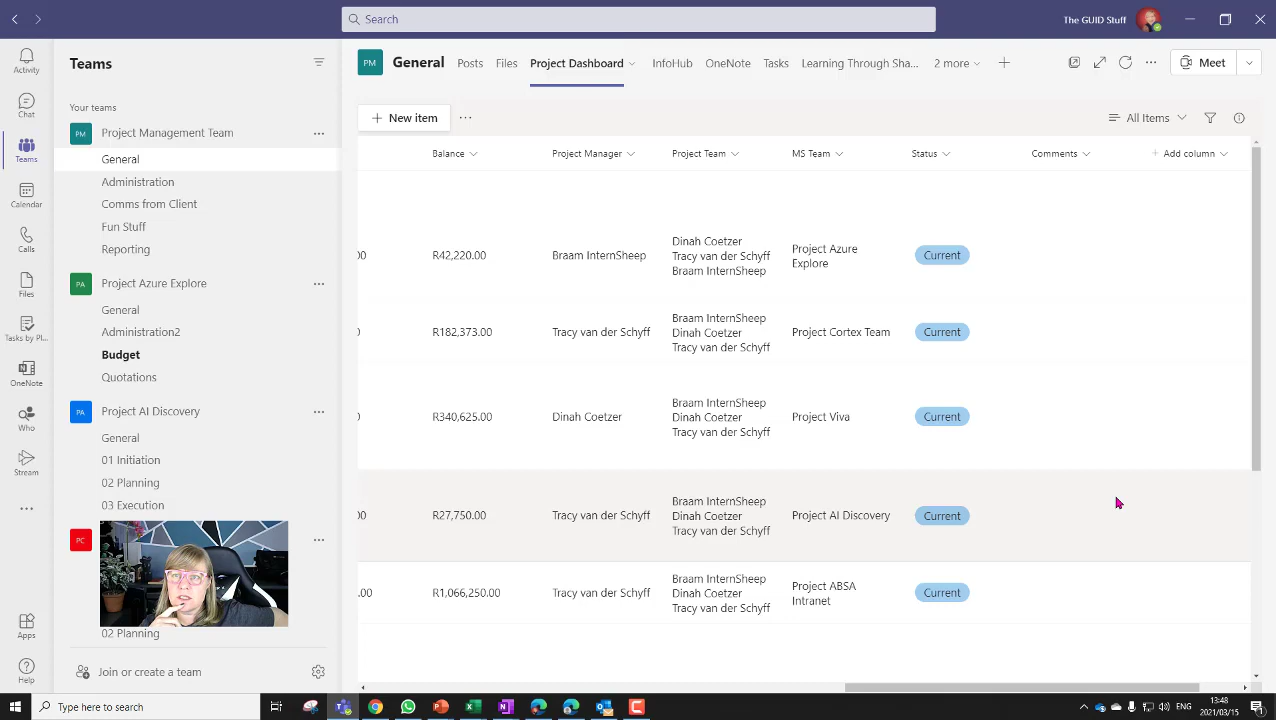 Search
The GUID Stuff
Activity
Chat
Teams
Calendar
Calls
Files
Tasks by Pl...
OneNote
Who
Stream
Apps
Help
Teams
Your teams
PM Project Management Team
General
Administration
Comms from Client
Fun Stuff
Reporting
PA Project Azure Explore
General
Administration2
Budget
Quotations
PA Project AI Discovery
General
01 Initiation
02 Planning
03 Execution
PC
02 Planning
Join or create a team
PM General Posts Files Project Dashboard InfoHub OneNote Tasks Learning Through Sha... 2 more Meet
New item
All Items
Balance Project Manager Project Team MS Team Status Comments Add column
00 R42,220.00 Braam InternSheep
Dinah Coetzer
Tracy van der Schyff
Braam InternSheep
Project Azure
Explore
Current
0 R182,373.00 Tracy van der Schyff
Braam InternSheep
Dinah Coetzer
Tracy van der Schyff
Project Cortex Team
Current
00 R340,625.00 Dinah Coetzer
Braam InternSheep
Dinah Coetzer
Tracy van der Schyff
Project Viva
Current
00 R27,750.00 Tracy van der Schyff
Braam InternSheep
Dinah Coetzer
Tracy van der Schyff
Project AI Discovery
Current
.00 R1,066,250.00 Tracy van der Schyff
Braam InternSheep
Dinah Coetzer
Tracy van der Schyff
Project ABSA
Intranet
Current
Type here to search
ENG
13:48
2021/03/15